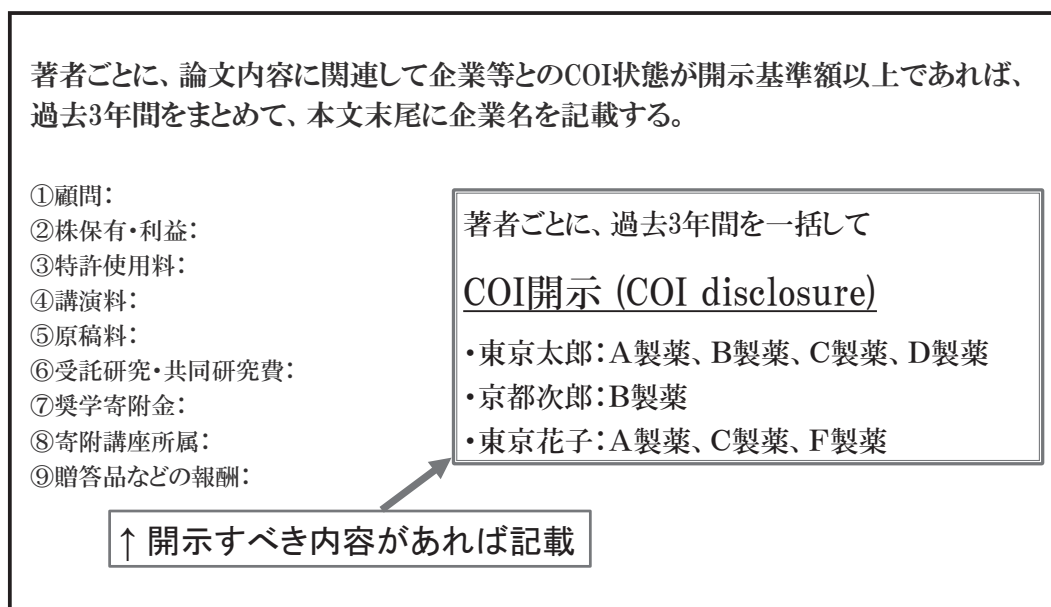 著者ごとに、論文内容に関連して企業等とのCOI状態が開示基準額以上であれば、
過去3年間をまとめて、本文末尾に企業名を記載する。
①顧問：
②株保有・利益：
③特許使用料：
④講演料：
⑤原稿料：
⑥受託研究・共同研究費：
⑦奨学寄附金：
⑧寄附講座所属：
⑨贈答品などの報酬：
著者ごとに、過去3年間を一括して
COI開示 (COI disclosure)
・東京太郎：A製薬、B製薬、C製薬、D製薬
・京都次郎：B製薬
・東京花子：A製薬、C製薬、F製薬
↑ 開示すべき内容があれば記載